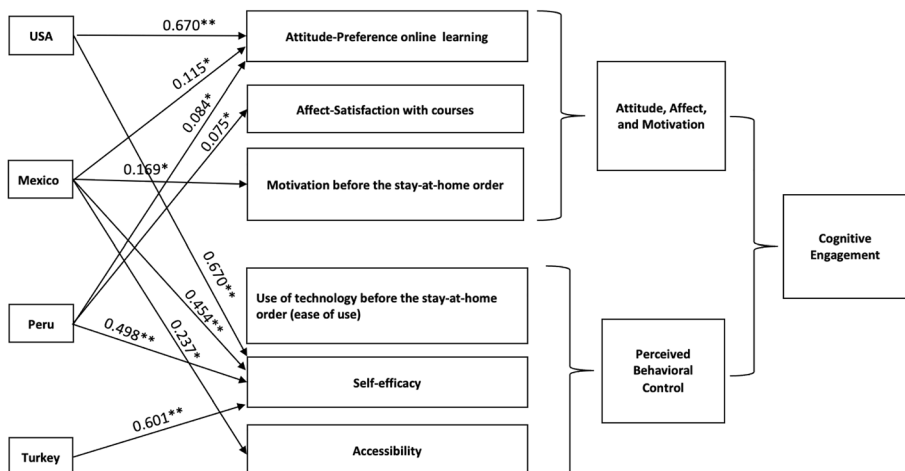 USA
0.670**
Attitude-Preference online learning
0.115*
0.084*
Affect-Satisfaction with courses
0.075*
Attitude, Affect,
and Motivation
Mexico
0.169*
Motivation before the stay-at-home order
Cognitive
Engagement
0.670**
Use of technology before the stay-at-home
order (ease of use)
0.454**
Peru
0.498**
0.237*
Perceived
Behavioral
Control
Self-efficacy
0.601**
Turkey
Accessibility